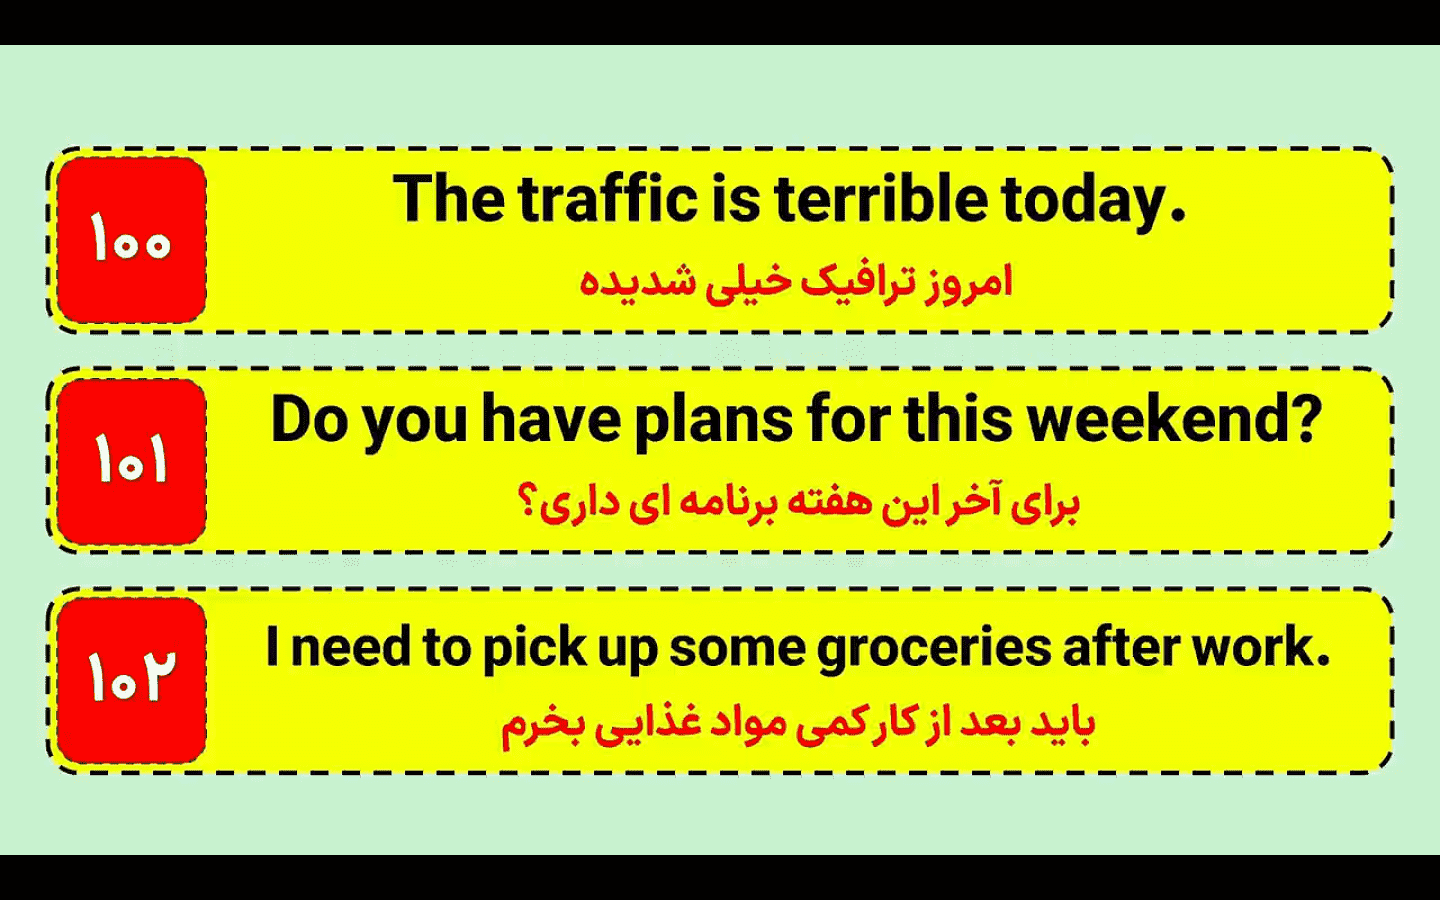 ۱۰۰
The traffic is terrible today.
امروز ترافیک خیلی شدیده
۱۰۱
Do you have plans for this weekend?
برای آخر این هفته برنامه ای داری؟
۱۰۲
I need to pick up some groceries after work.
باید بعد از کار کمی مواد غذایی بخرم